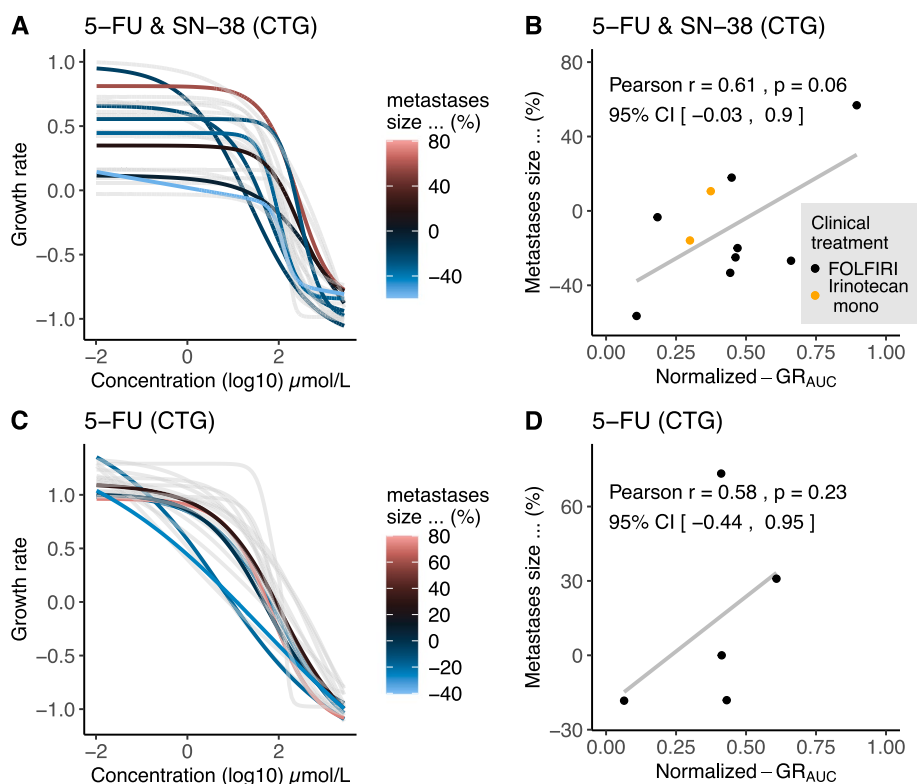 A
5–FU & SN–38 (CTG)
1.0
0.5
0.0
−0.5
−1.0
Growth rate
−2
0
2
Concentration (log10) µmol/L
metastases
size ... (%)
80
40
0
−40
B
5–FU & SN–38 (CTG)
80
40
0
−40
Metastases size ... (%)
Pearson r = 0.61 , p = 0.06
95% CI [ −0.03 , 0.9 ]
Clinical
treatment
FOLFIRI
Irinotecan
mono
0.00
0.25
0.50
0.75
1.00
Normalized – GRAUC
C
5–FU (CTG)
1.0
0.5
0.0
−0.5
−1.0
Growth rate
−2
0
2
Concentration (log10) µmol/L
metastases
size ... (%)
80
60
40
20
0
−20
−40
D
5–FU (CTG)
60
30
0
−30
Metastases size ... (%)
Pearson r = 0.58 , p = 0.23
95% CI [ −0.44 , 0.95 ]
0.00
0.25
0.50
0.75
1.00
Normalized – GRAUC